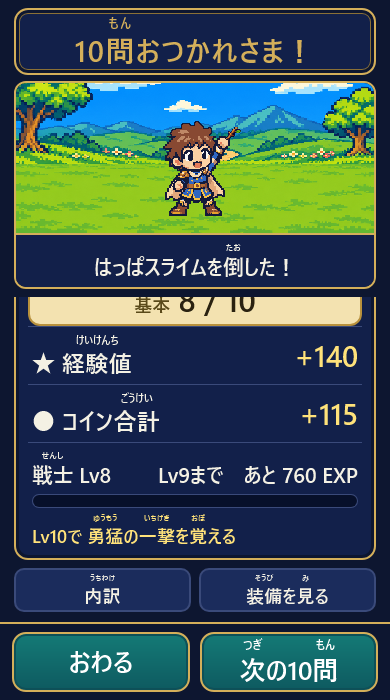 10問おつかれさま！
はっぱスライムを倒した！
基本 8 / 10
★ 経験値 +140
● コイン合計 +115
戦士 Lv8 Lv9まで あと 760 EXP
Lv10で 勇猛の一撃を覚える
内訳 装備を見る
おわる 次の10問